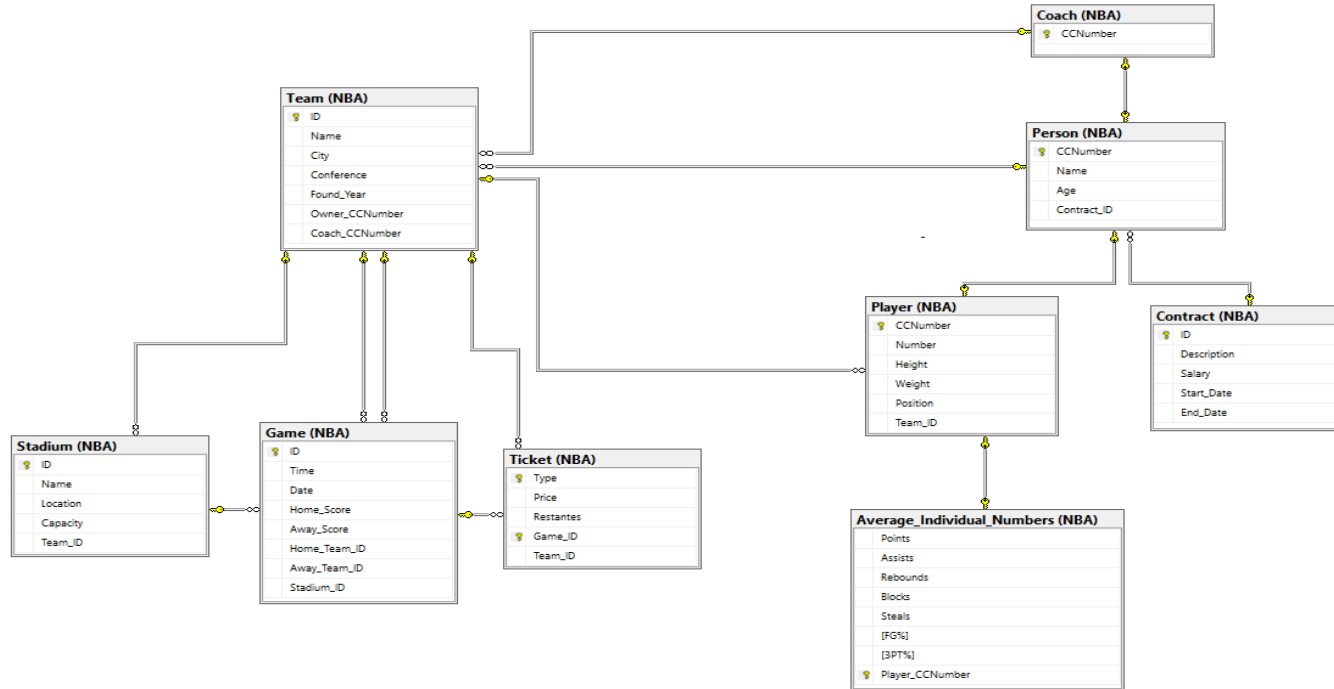 Coach (NBA)
CCNumber
Team (NBA)
ID
Name
City
Conference
Found_Year
Owner_CCNumber
Coach_CCNumber
Person (NBA)
CCNumber
Name
Age
Contract_ID
Player (NBA)
CCNumber
Number
Height
Weight
Position
Team_ID
Contract (NBA)
ID
Description
Salary
Start_Date
End_Date
Stadium (NBA)
ID
Name
Location
Capacity
Team_ID
Game (NBA)
ID
Time
Date
Home_Score
Away_Score
Home_Team_ID
Away_Team_ID
Stadium_ID
Ticket (NBA)
Type
Price
Restantes
Game_ID
Team_ID
Average_Individual_Numbers (NBA)
Points
Assists
Rebounds
Blocks
Steals
[FG%]
[3PT%]
Player_CCNumber